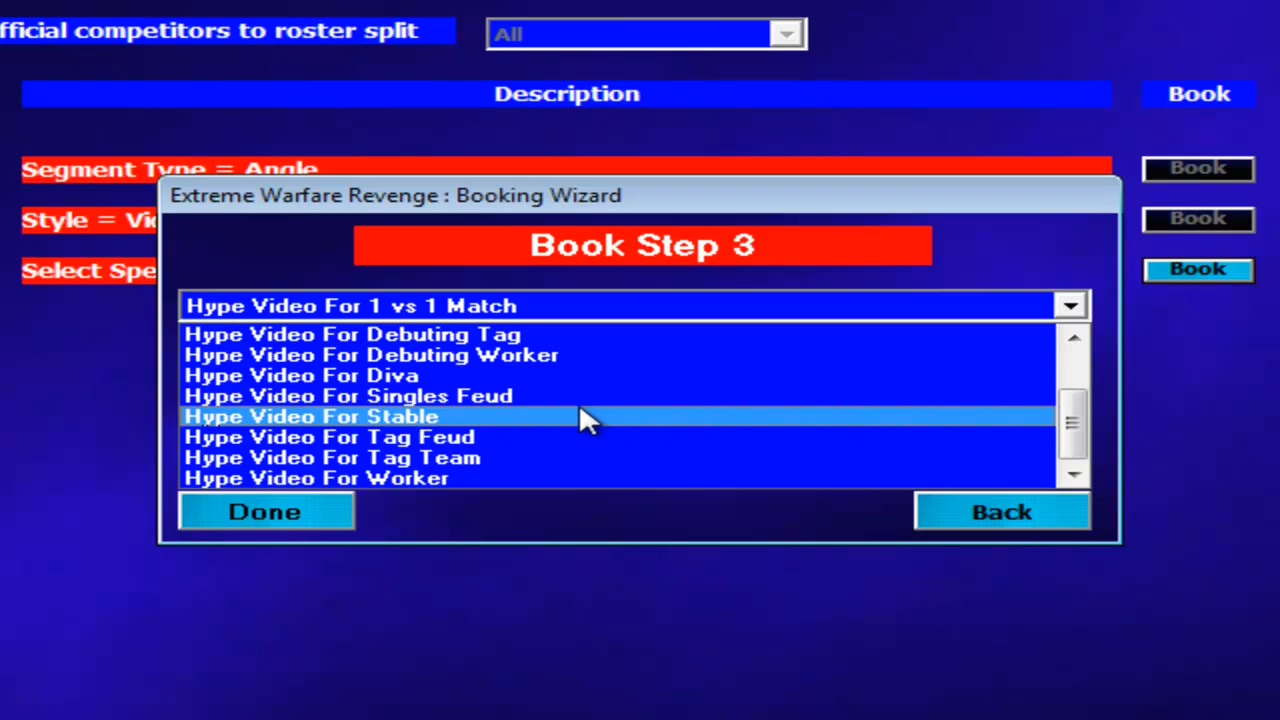 fficial competitors to roster split
All
Description
Book
Segment Type = Angle
Book
Style = Vi
Book
Select Spe
Book
Extreme Warfare Revenge : Booking Wizard
Book Step 3
Hype Video For 1 vs 1 Match
Hype Video For Debuting Tag
Hype Video For Debuting Worker
Hype Video For Diva
Hype Video For Singles Feud
Hype Video For Stable
Hype Video For Tag Feud
Hype Video For Tag Team
Hype Video For Worker
Done
Back